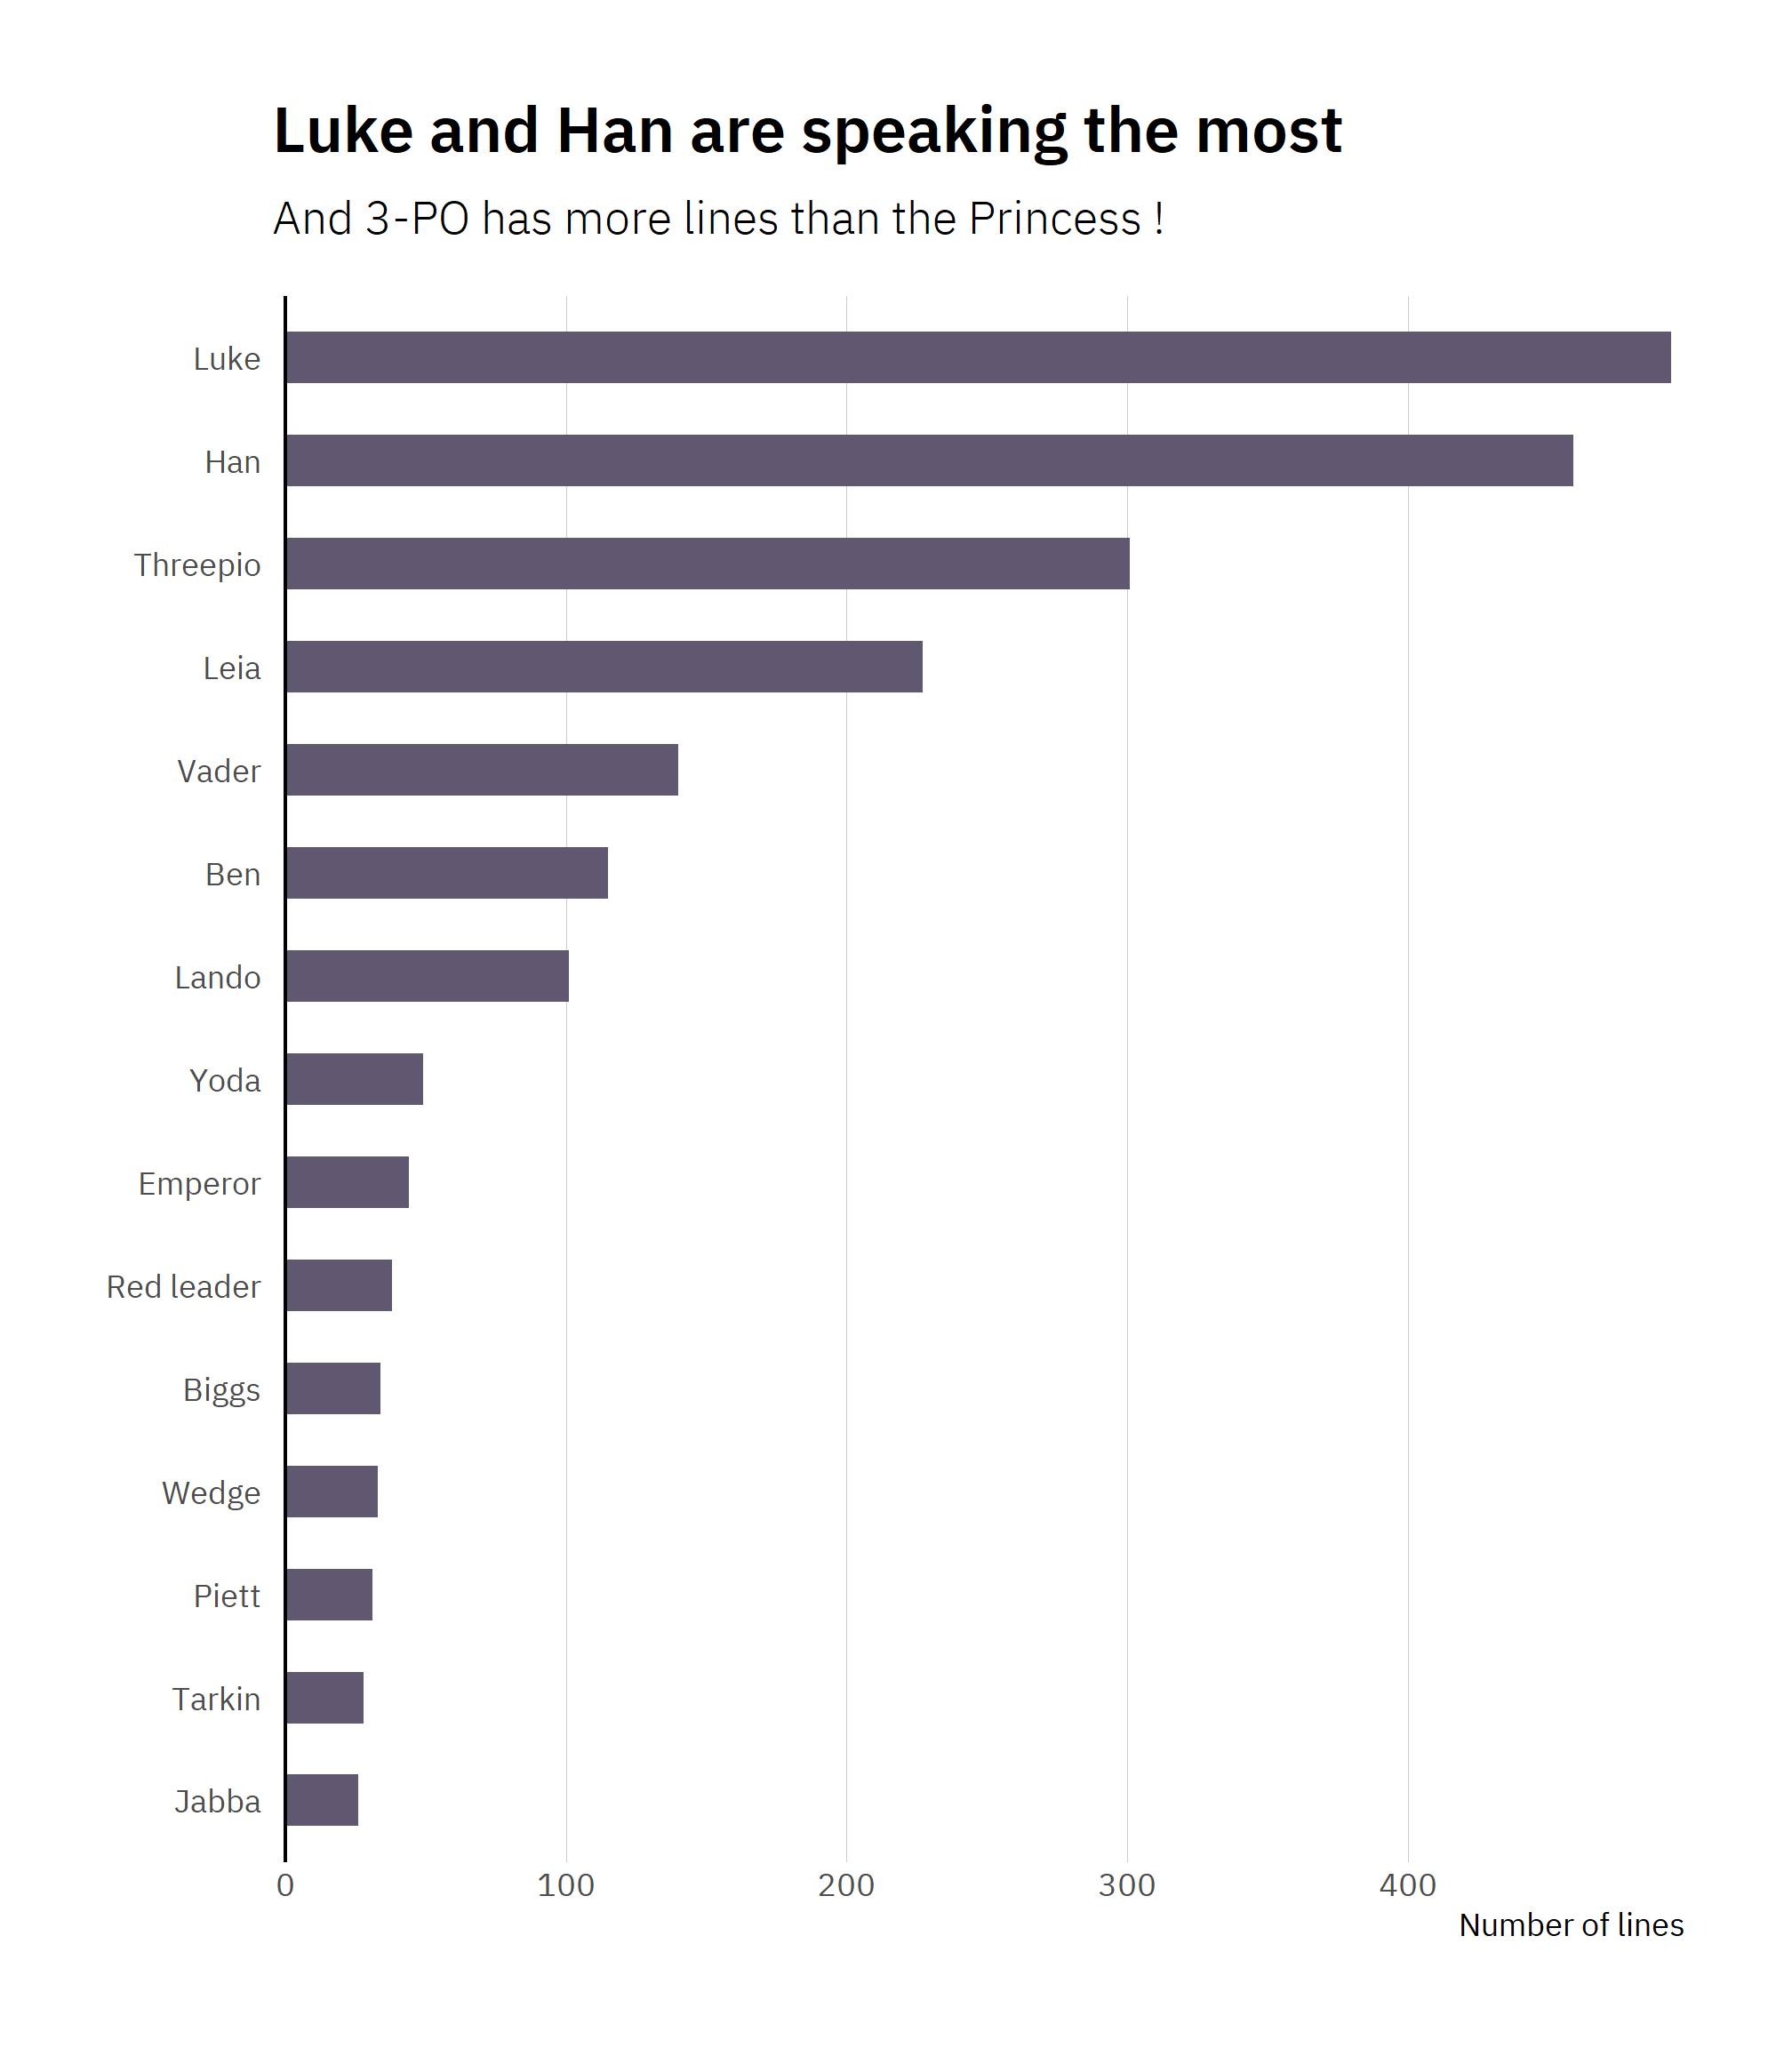 Luke and Han are speaking the most
And 3-PO has more lines than the Princess !
Luke
Han
Threepio
Leia
Vader
Ben
Lando
Yoda
Emperor
Red leader
Biggs
Wedge
Piett
Tarkin
Jabba
0 100 200 300 400
Number of lines